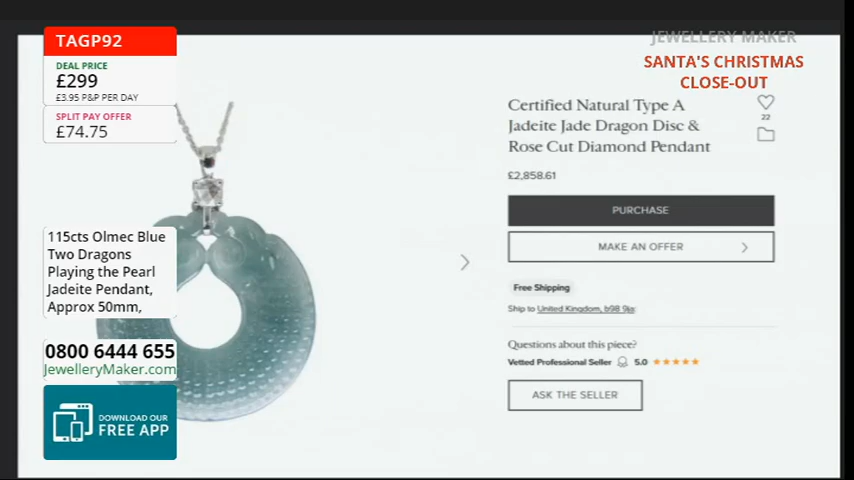 TAGP92
DEAL PRICE
£299
£3.95 P&P PER DAY
SPLIT PAY OFFER
£74.75
115cts Olmec Blue
Two Dragons
Playing the Pearl
Jadeite Pendant,
Approx 50mm,
0800 6444 655
JewelleryMaker.com
DOWNLOAD OUR
FREE APP
JEWELLERY MAKER
SANTA'S CHRISTMAS
CLOSE-OUT
Certified Natural Type A
Jadeite Jade Dragon Disc &
Rose Cut Diamond Pendant
22
£2,858.61
PURCHASE
MAKE AN OFFER
Free Shipping
Ship to United Kingdom, b98 9ja
Questions about this piece?
Vetted Professional Seller 5.0
ASK THE SELLER